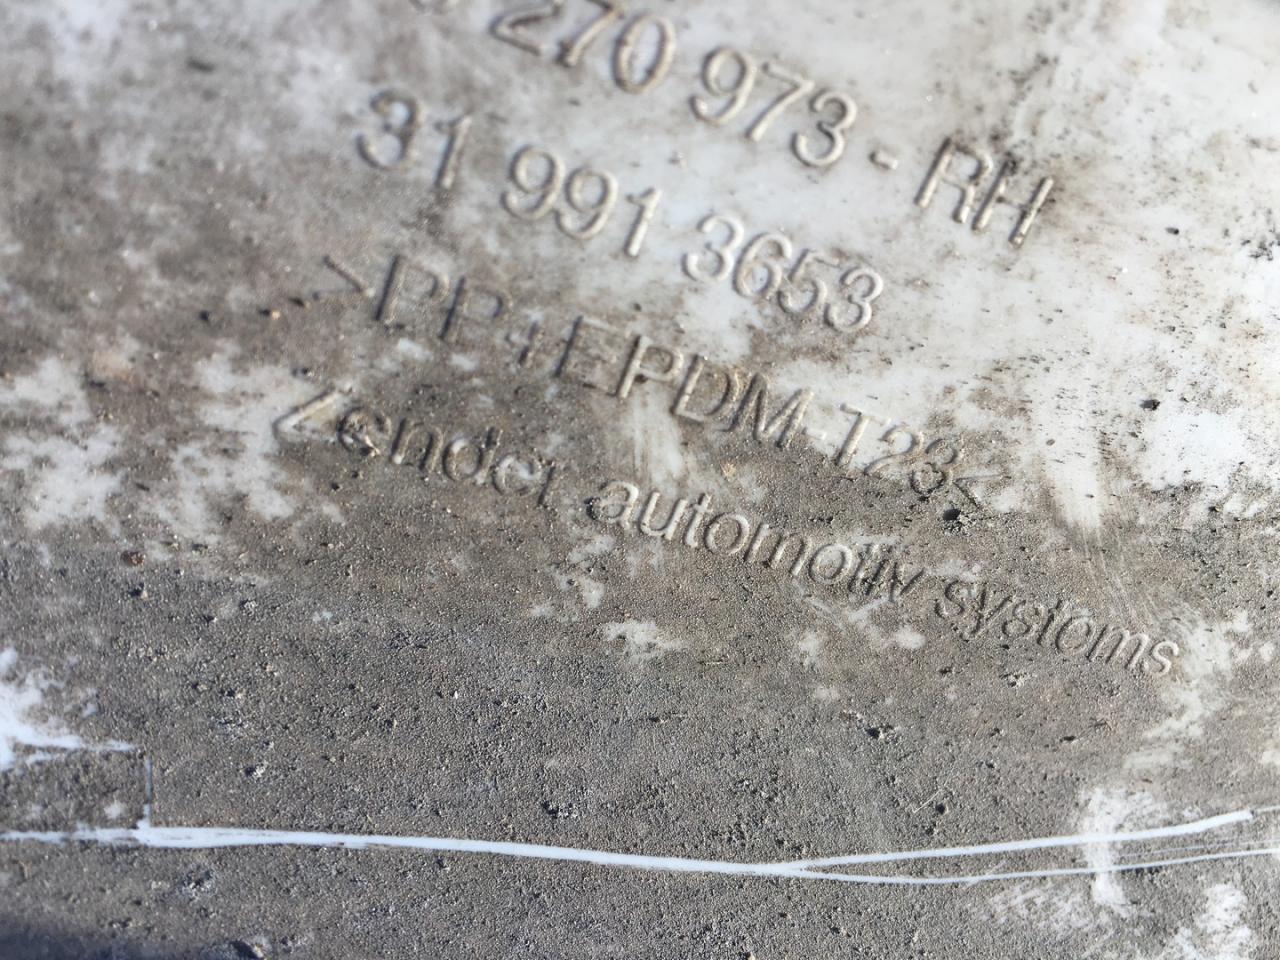 270 973 - RH
31 991 3653
>PP+EPDM-T23<
Zender automotiv systems